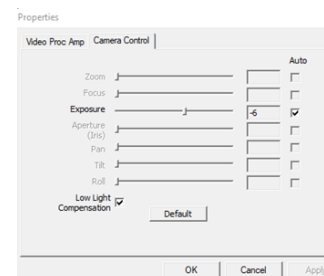 Properties
Video Proc Amp Camera Control
Auto
Zoom
Focus
Exposure -6
Aperture
(Iris)
Pan
Tilt
Roll
Low Light
Compensation
Default
OK Cancel Apply